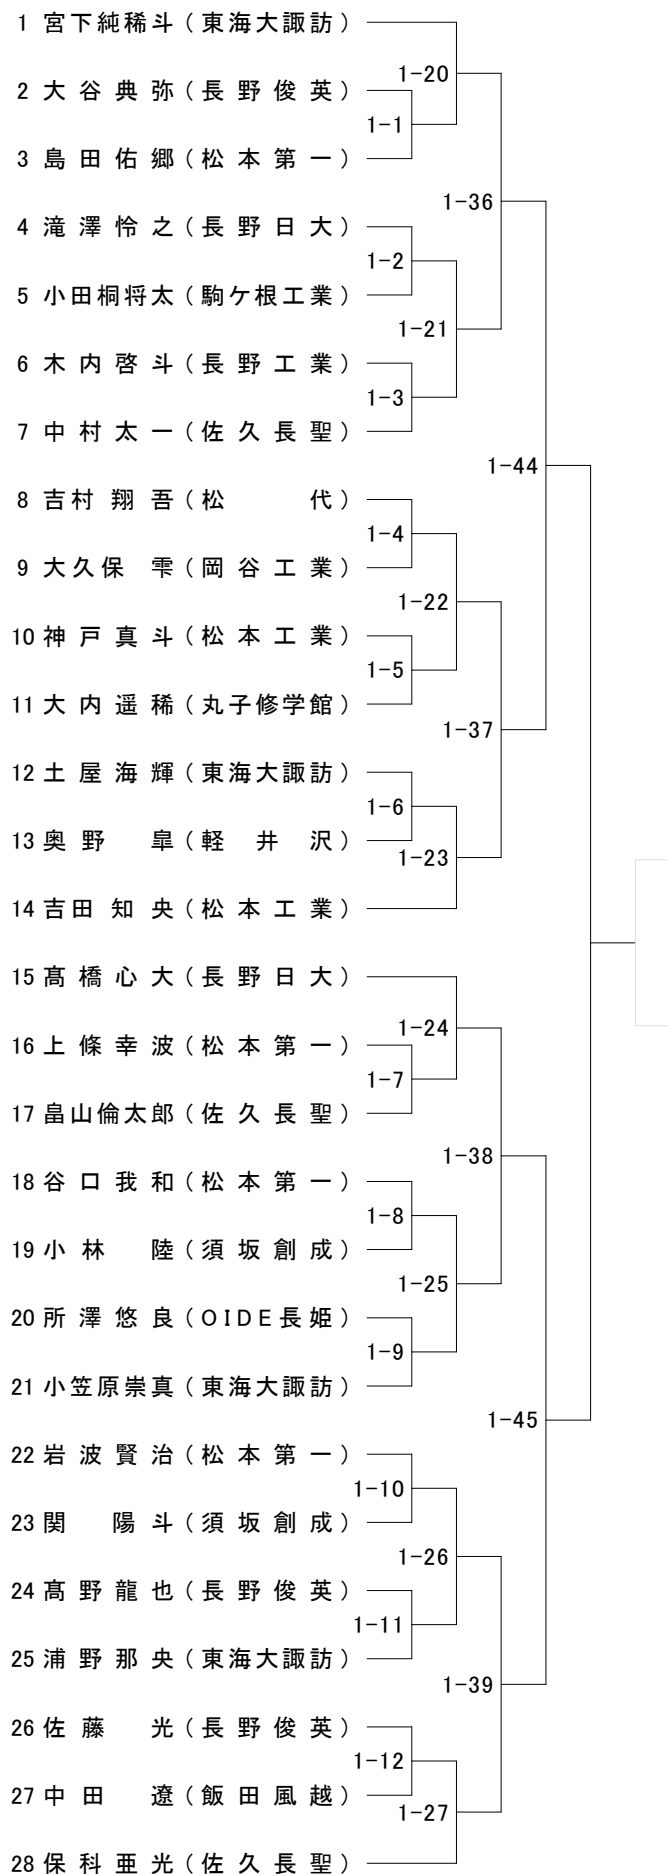 1 宮下純稀斗(東海大諏訪)
1-20
2 大谷典弥(長野俊英)
1-1
3 島田佑郷(松本第一)
1-36
4 滝澤怜之(長野日大)
1-2
5 小田桐将太(駒ケ根工業)
1-21
6 木内啓斗(長野工業)
1-3
7 中村太一(佐久長聖)
1-44
8 吉村翔吾(松代)
1-4
9 大久保雫(岡谷工業)
1-22
10 神戸真斗(松本工業)
1-5
11 大内遥稀(丸子修学館)
1-37
12 土屋海輝(東海大諏訪)
1-6
13 奥野皐(軽井沢)
1-23
14 吉田知央(松本工業)
15 髙橋心大(長野日大)
1-24
16 上條幸波(松本第一)
1-7
17 畠山倫太郎(佐久長聖)
1-38
18 谷口我和(松本第一)
1-8
19 小林陸(須坂創成)
1-25
20 所澤悠良(OIDE長姫)
1-9
21 小笠原崇真(東海大諏訪)
1-45
22 岩波賢治(松本第一)
1-10
23 関陽斗(須坂創成)
1-26
24 髙野龍也(長野俊英)
1-11
25 浦野那央(東海大諏訪)
1-39
26 佐藤光(長野俊英)
1-12
27 中田遼(飯田風越)
1-27
28 保科亜光(佐久長聖)